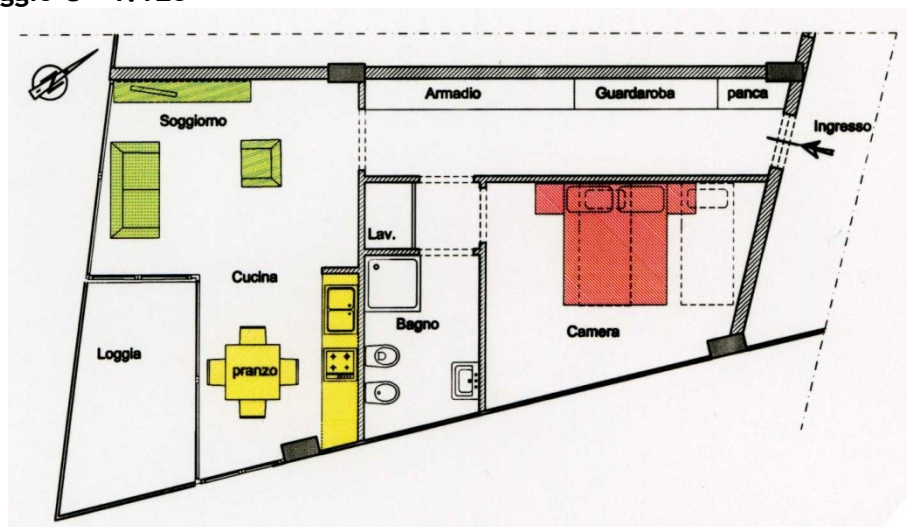 Armadio
Guardaroba
panca
Soggiorno
Ingresso
Lav.
Cucina
Bagno
Camera
Loggia
pranzo